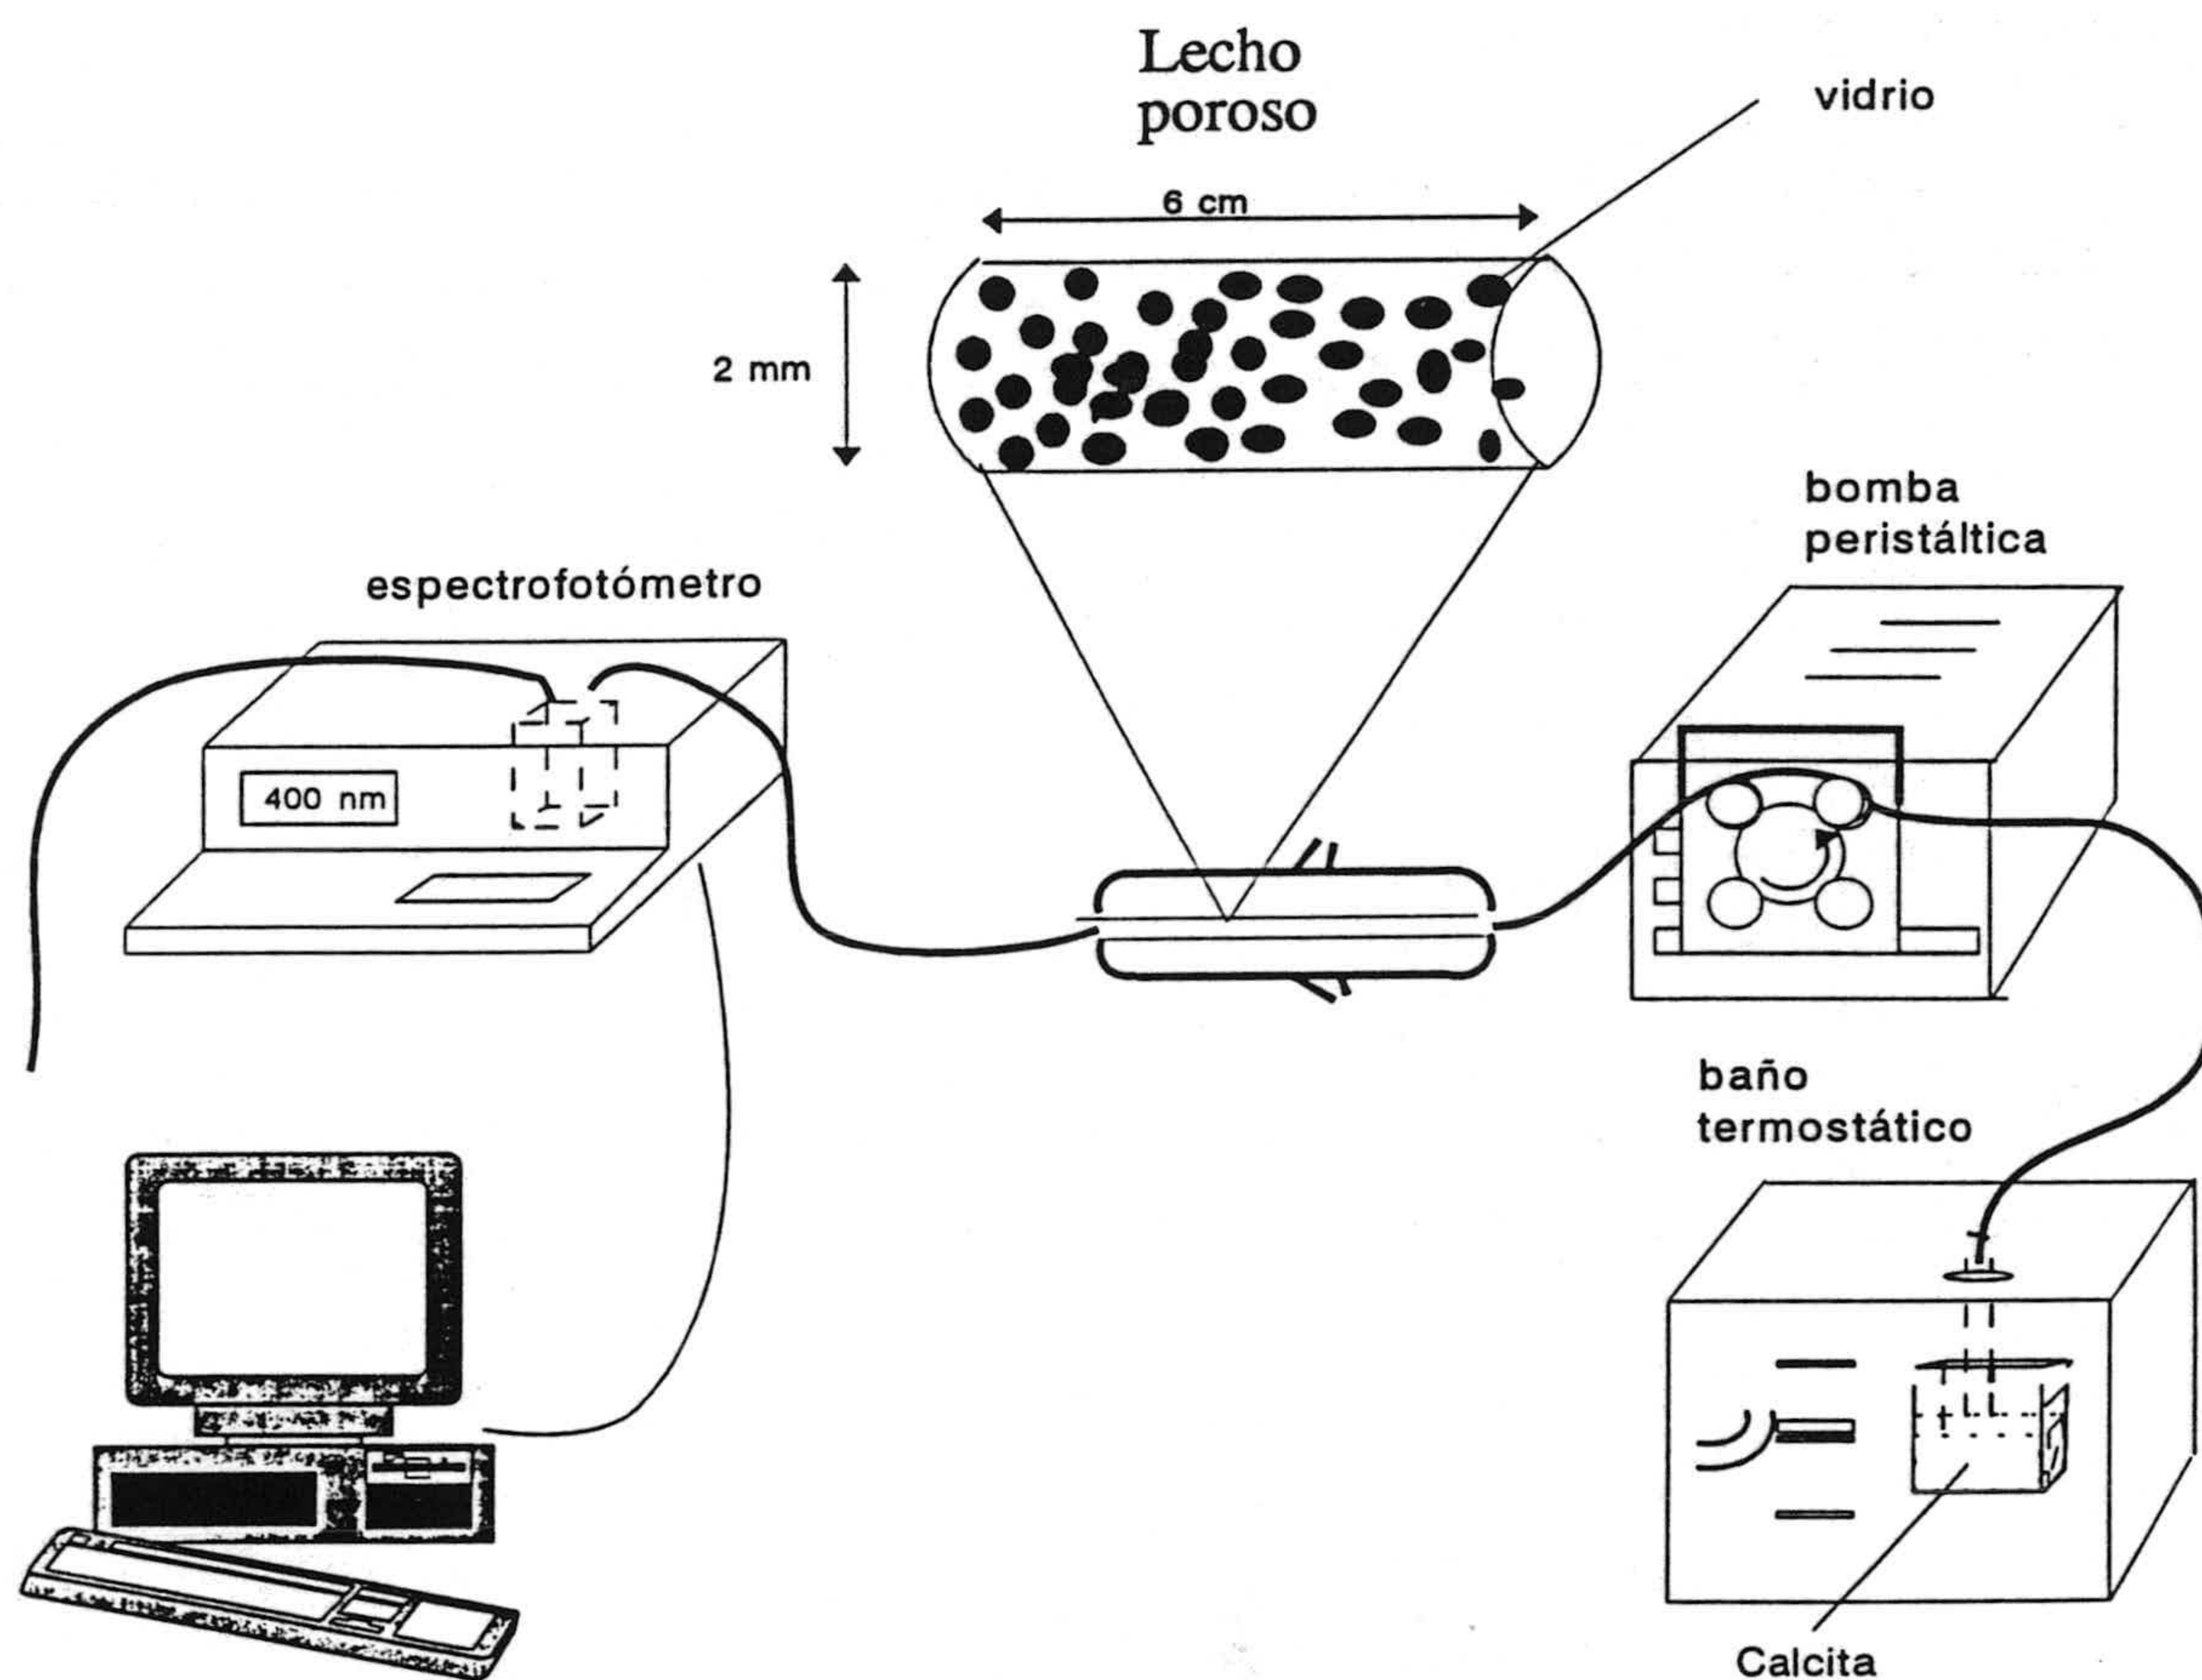 Lecho
poroso
vidrio
6 cm
2 mm
bomba
peristáltica
espectrofotómetro
400 nm
baño
termostático
Calcita